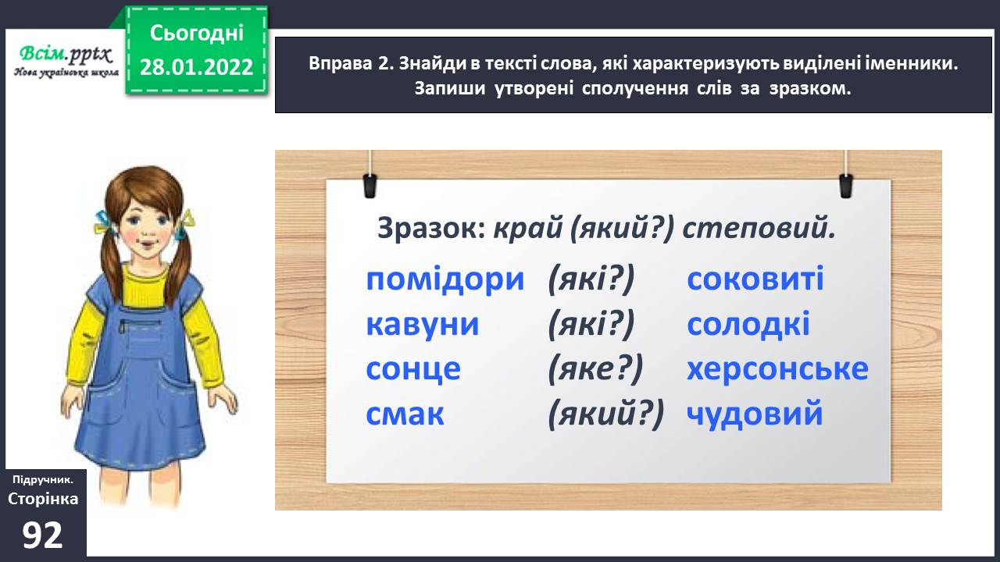 Всім.pptx
Нова українська школа
Сьогодні
28.01.2022
Вправа 2. Знайди в тексті слова, які характеризують виділені іменники.
Запиши утворені сполучення слів за зразком.
Зразок: край (який?) степовий.
помідори (які?) соковиті
кавуни (які?) солодкі
сонце (яке?) херсонське
смак (який?) чудовий
Підручник.
Сторінка
92